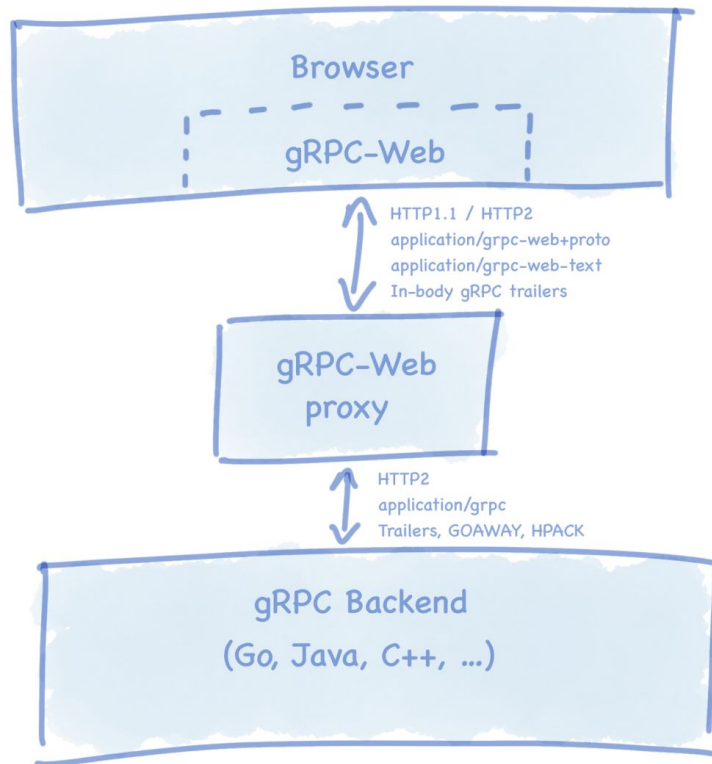 Browser
gRPC-Web
HTTP1.1 / HTTP2
application/grpc-web+proto
application/grpc-web-text
In-body gRPC trailers
gRPC-Web
proxy
HTTP2
application/grpc
Trailers, GOAWAY, HPACK
gRPC Backend
(Go, Java, C++, ...)